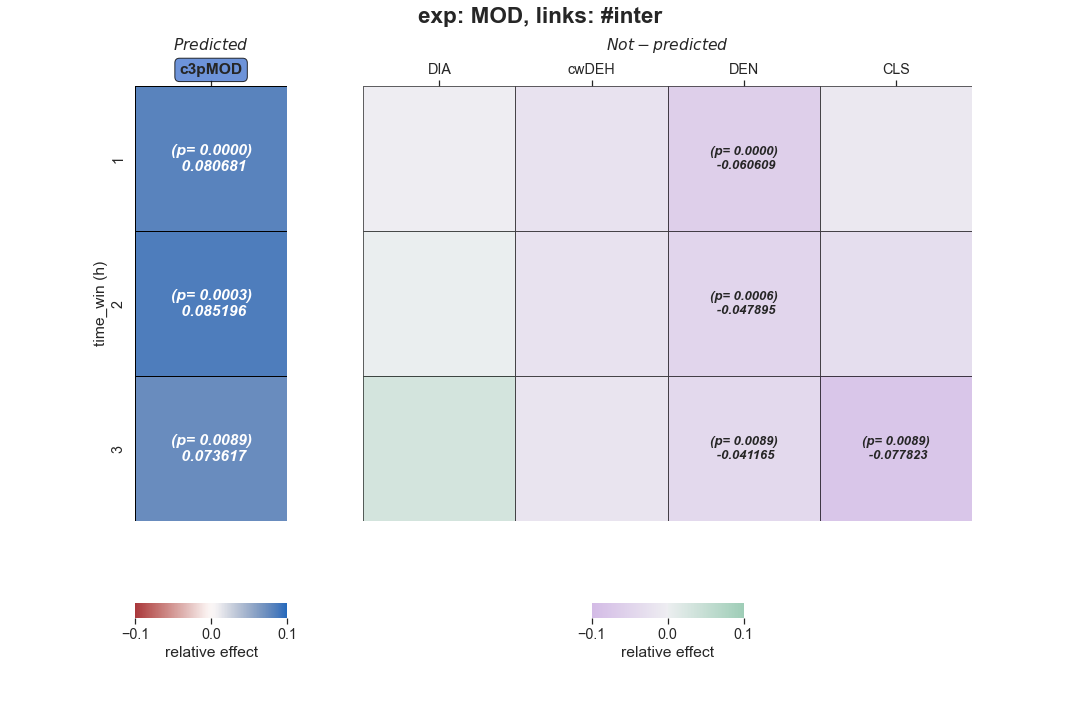 exp: MOD, links: #inter
Predicted
Not − predicted
c3pMOD
DIA
cwDEH
DEN
CLS
time_win (h)
1
(p= 0.0000)
0.080681
(p= 0.0000)
-0.060609
2
(p= 0.0003)
0.085196
(p= 0.0006)
-0.047895
3
(p= 0.0089)
0.073617
(p= 0.0089)
-0.041165
(p= 0.0089)
-0.077823
−0.1 0.0 0.1
relative effect
−0.1 0.0 0.1
relative effect